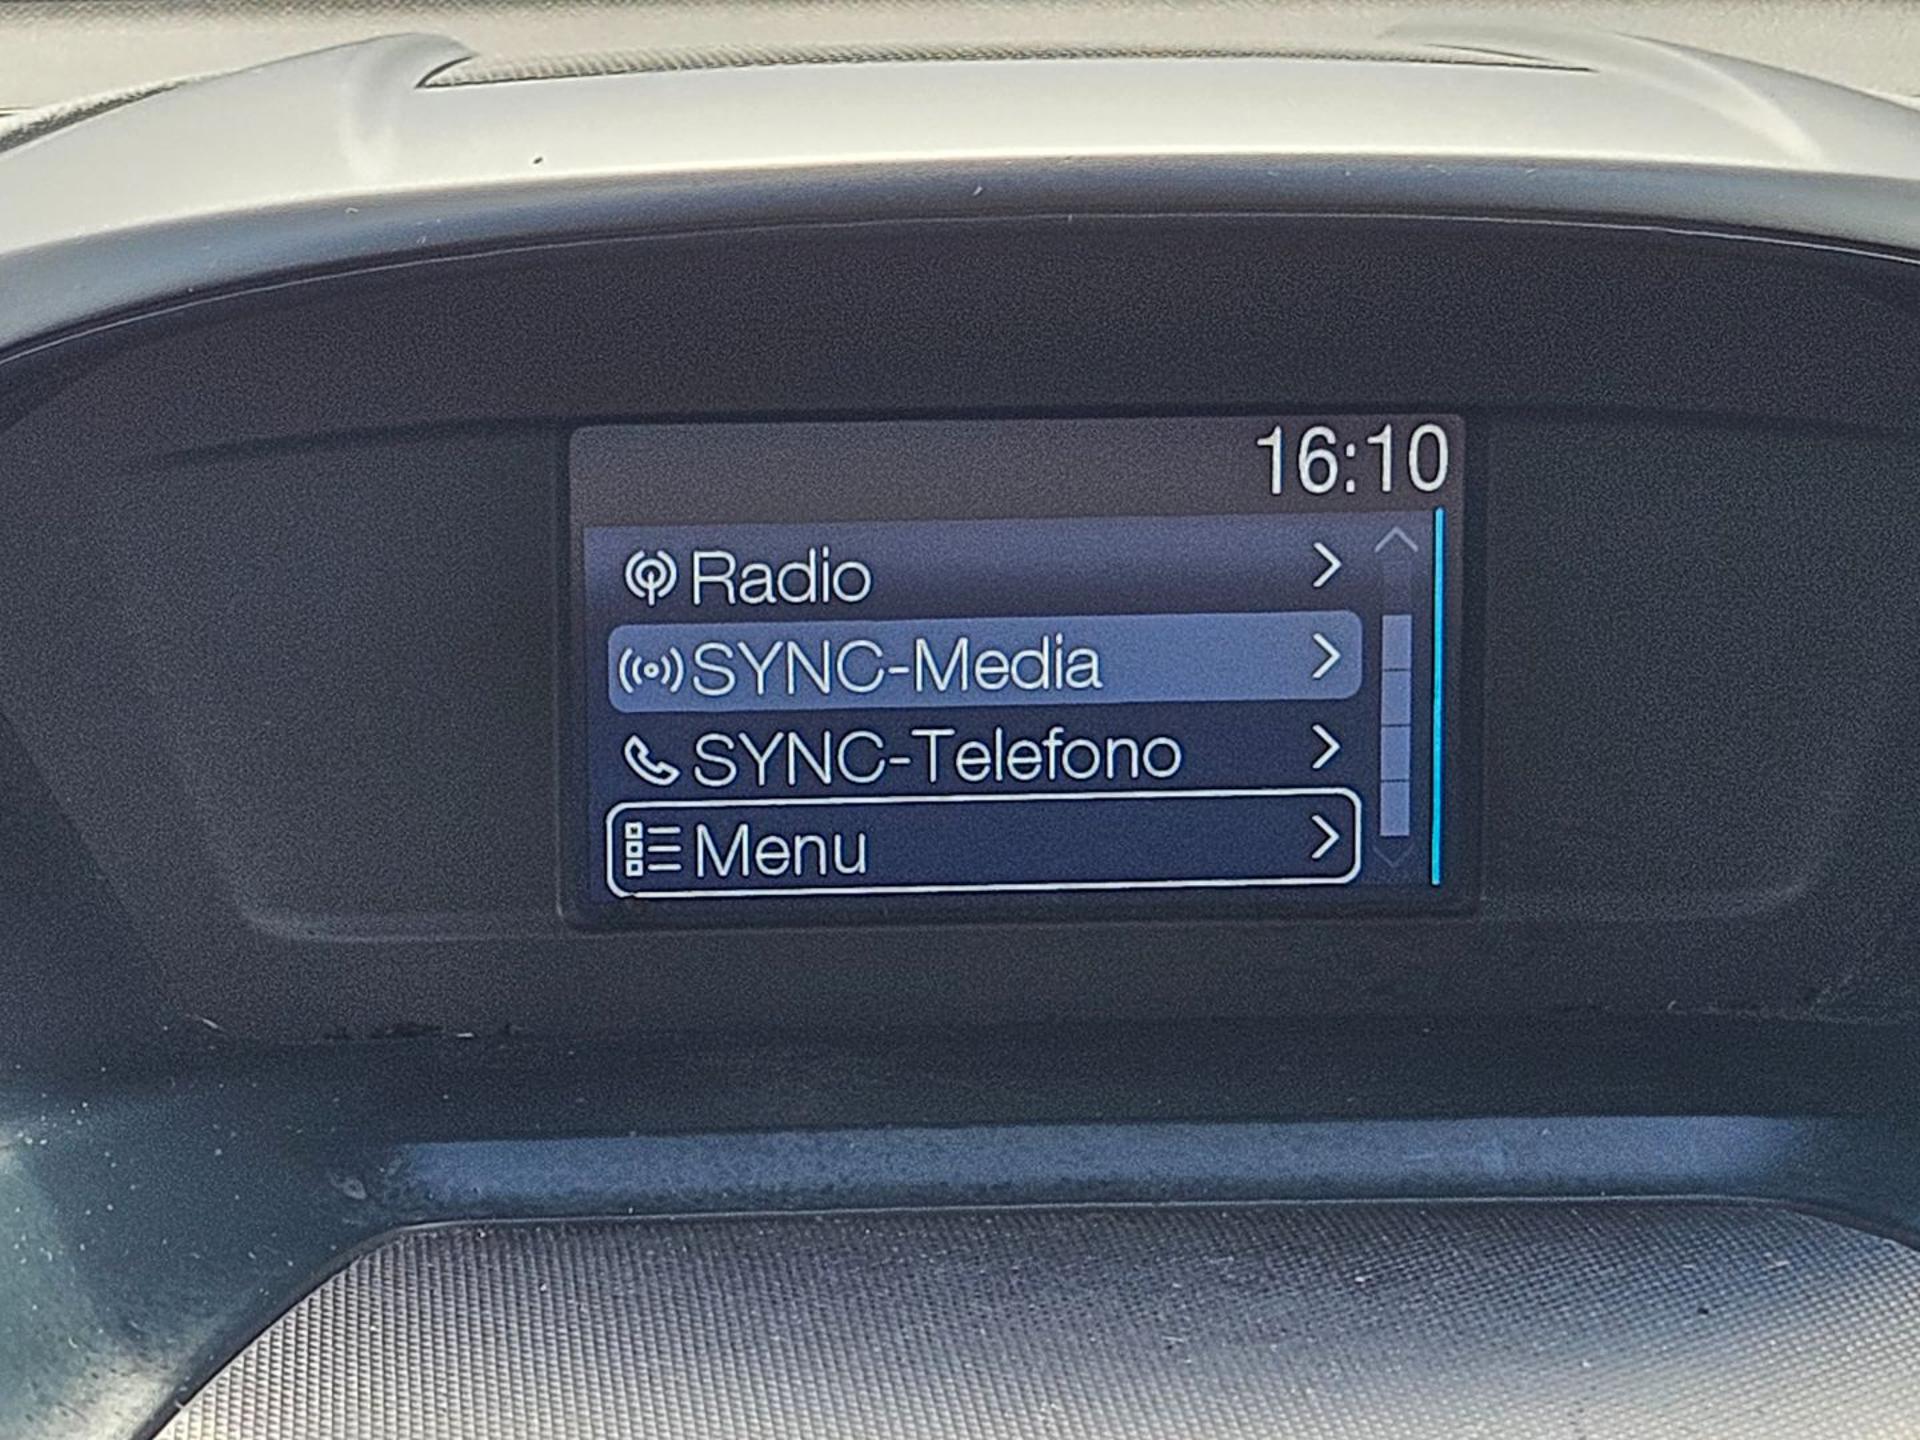 16:10
Radio
SYNC-Media
SYNC-Telefono
Menu